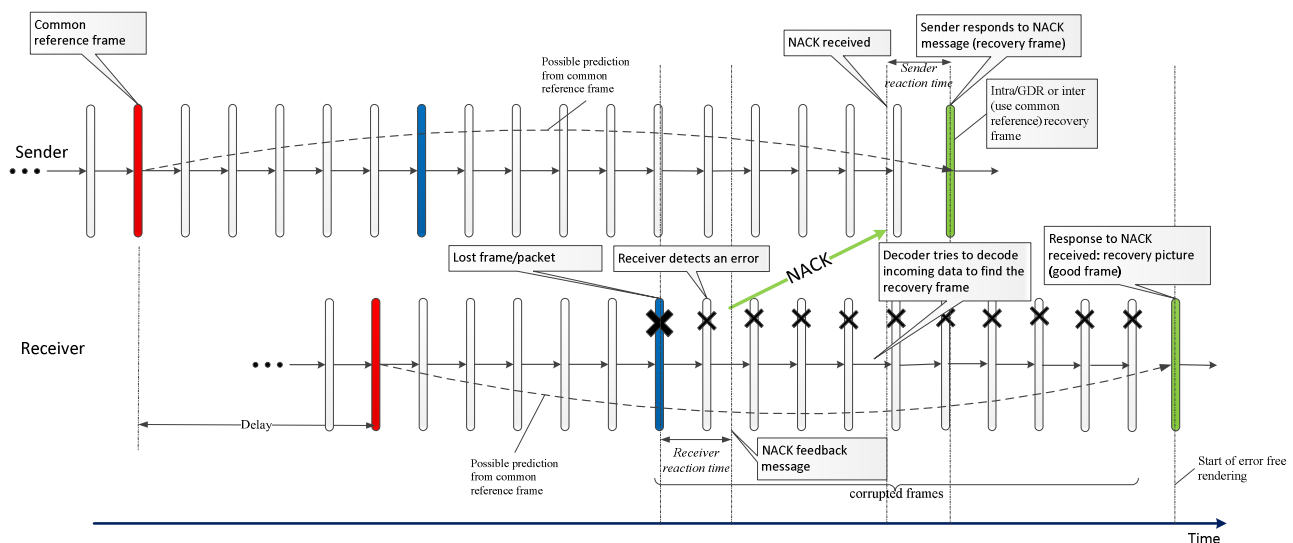 Common
reference frame
Possible prediction
from common
reference frame
NACK received
Sender responds to NACK
message (recovery frame)
Sender
reaction time
Intra/GDR or inter
(use common
reference) recovery
frame
Sender
Lost frame/packet
Receiver detects an error
NACK
Decoder tries to decode
incoming data to find the
recovery frame
Response to NACK
received: recovery picture
(good frame)
Receiver
Delay
Possible prediction
from common
reference frame
Receiver
reaction time
NACK feedback
message
corrupted frames
Start of error free
rendering
Time